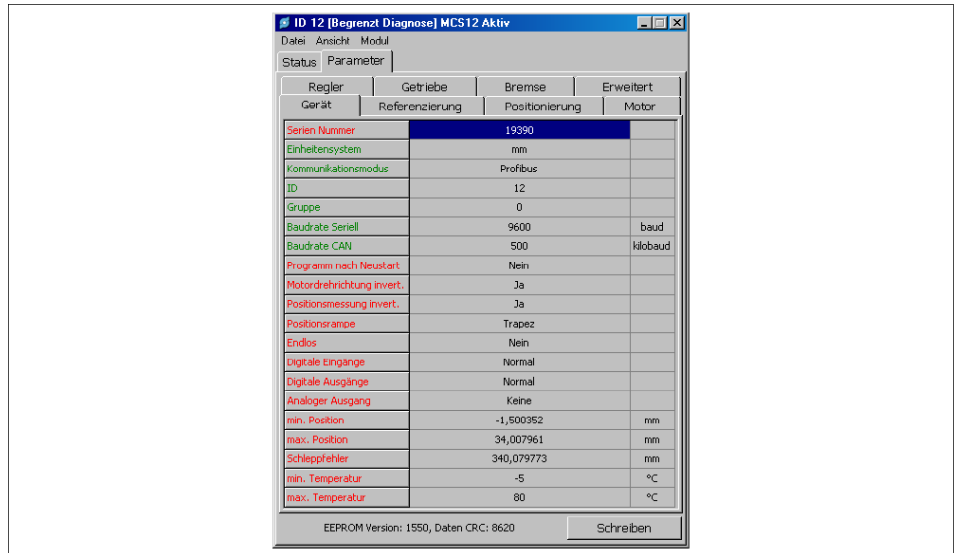 ID 12 [Begrenzt Diagnose] MCS12 Aktiv
Datei Ansicht Modul
Status Parameter
Regler Getriebe Bremse Erweitert
Gerät Referenzierung Positionierung Motor
Serien Nummer 19390
Einheitensystem mm
Kommunikationsmodus Profibus
ID 12
Gruppe 0
Baudrate Seriell 9600 baud
Baudrate CAN 500 kilobaud
Programm nach Neustart Nein
Motordrehrichtung invert. Ja
Positionsmessung invert. Ja
Positionsrampe Trapez
Endlos Nein
Digitale Eingänge Normal
Digitale Ausgänge Normal
Analoger Ausgang Keine
min. Position -1,500352 mm
max. Position 34,007961 mm
Schleppfehler 340,079773 mm
min. Temperatur -5 °C
max. Temperatur 80 °C
EEPROM Version: 1550, Daten CRC: 8620 Schreiben